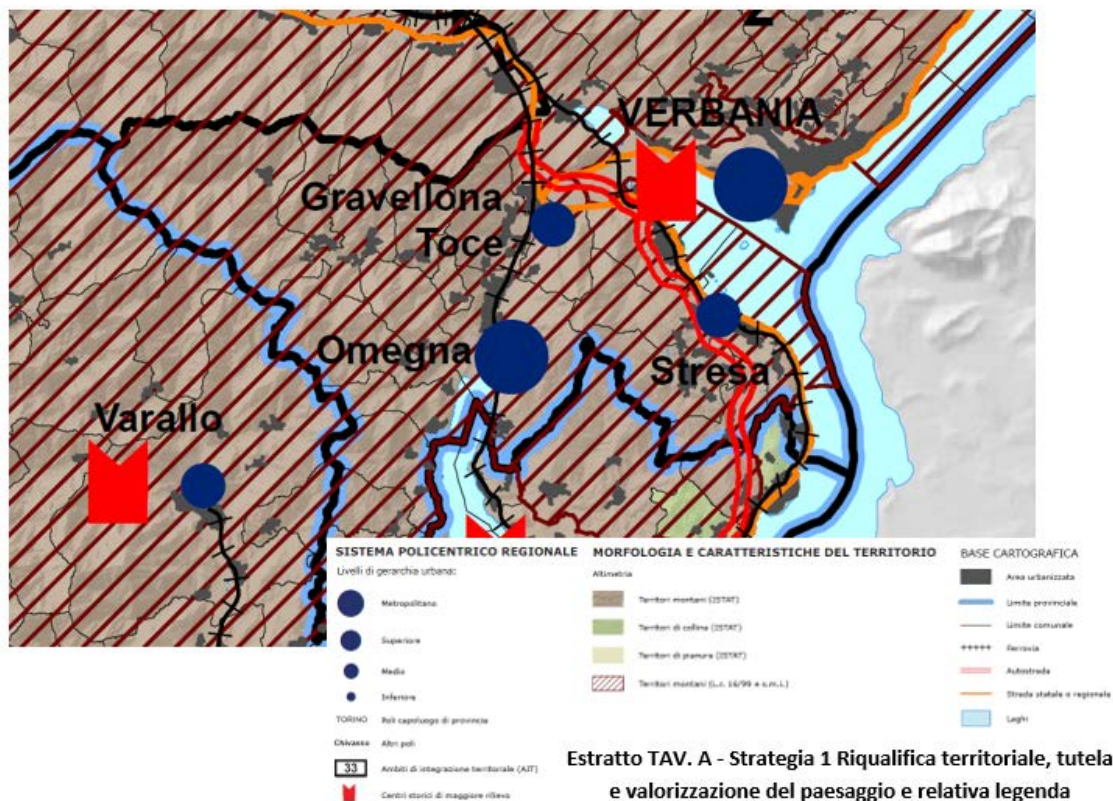 2
VERBANIA
Gravellona
Toce
Omegna
Stresa
Varallo
SISTEMA POLICENTRICO REGIONALE
Livelli di gerarchia urbana:
Metropolitano
Superiore
Medio
Inferiore
TORINO Poli capoluogo di provincia
Chivasso Altri poli
33 Ambiti di integrazione territoriale (AIT)
Centri storici di maggiore rilievo
MORFOLOGIA E CARATTERISTICHE DEL TERRITORIO
Altimetria
Territori montani (ISTAT)
Territori di collina (ISTAT)
Territori di pianura (ISTAT)
Territori montani (L.r. 16/99 e s.m.i.)
BASE CARTOGRAFICA
Area urbanizzata
Limite provinciale
Limite comunale
Ferrovia
Autostrada
Strada statale o regionale
Laghi
Estratto TAV. A - Strategia 1 Riqualifica territoriale, tutela
e valorizzazione del paesaggio e relativa legenda